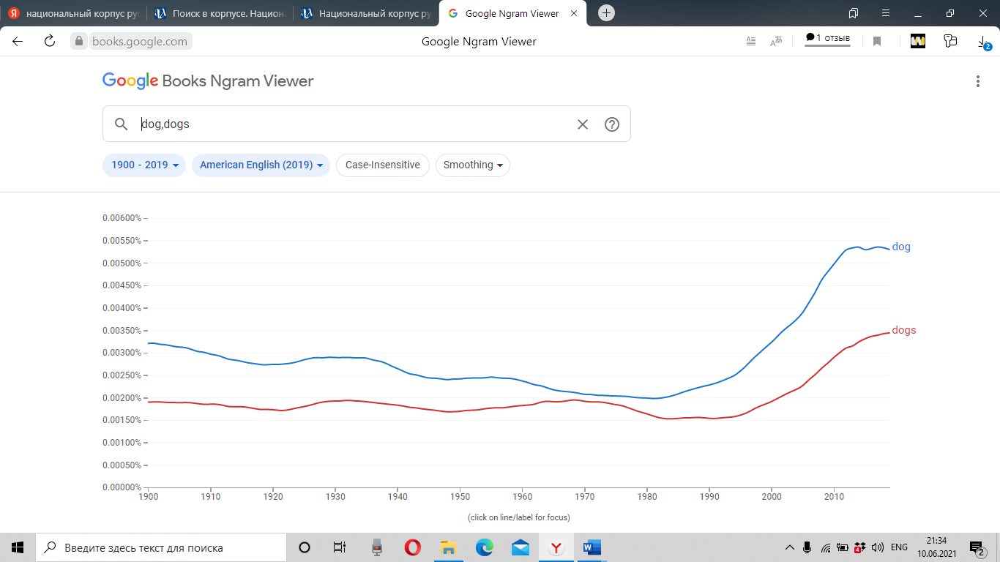 национальный корпус рус
Поиск в корпусе. Национа
Национальный корпус ру
Google Ngram Viewer
books.google.com
Google Ngram Viewer
1 отзыв
2
Google Books Ngram Viewer
dog,dogs
1900 - 2019
American English (2019)
Case-Insensitive
Smoothing
0.00600%
0.00550%
0.00500%
0.00450%
0.00400%
0.00350%
0.00300%
0.00250%
0.00200%
0.00150%
0.00100%
0.00050%
0.00000%
dog
dogs
1900 1910 1920 1930 1940 1950 1960 1970 1980 1990 2000 2010
(click on line/label for focus)
Введите здесь текст для поиска
4
ENG
21:34
10.06.2021
2